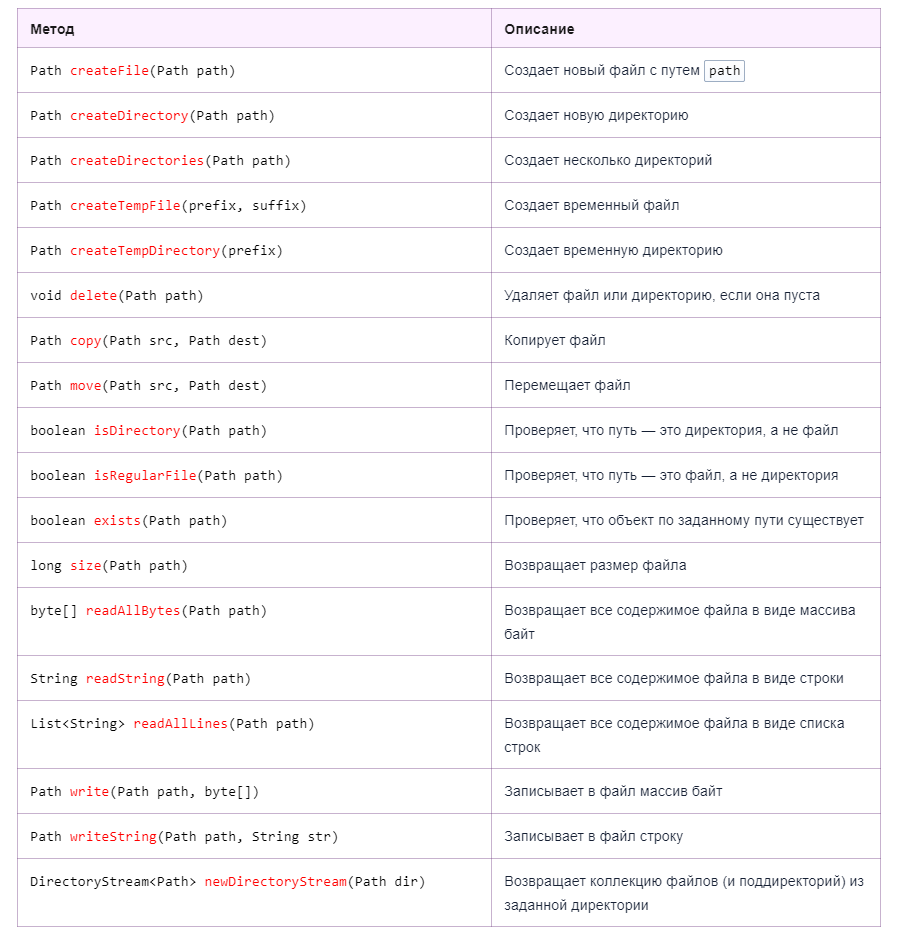 Метод Описание
Path createFile(Path path) Создает новый файл с путем path
Path createDirectory(Path path) Создает новую директорию
Path createDirectories(Path path) Создает несколько директорий
Path createTempFile(prefix, suffix) Создает временный файл
Path createTempDirectory(prefix) Создает временную директорию
void delete(Path path) Удаляет файл или директорию, если она пуста
Path copy(Path src, Path dest) Копирует файл
Path move(Path src, Path dest) Перемещает файл
boolean isDirectory(Path path) Проверяет, что путь — это директория, а не файл
boolean isRegularFile(Path path) Проверяет, что путь — это файл, а не директория
boolean exists(Path path) Проверяет, что объект по заданному пути существует
long size(Path path) Возвращает размер файла
byte[] readAllBytes(Path path) Возвращает все содержимое файла в виде массива
байт
String readString(Path path) Возвращает все содержимое файла в виде строки
List<String> readAllLines(Path path) Возвращает все содержимое файла в виде списка
строк
Path write(Path path, byte[]) Записывает в файл массив байт
Path writeString(Path path, String str) Записывает в файл строку
DirectoryStream<Path> newDirectoryStream(Path dir) Возвращает коллекцию файлов (и поддиректорий) из
заданной директории